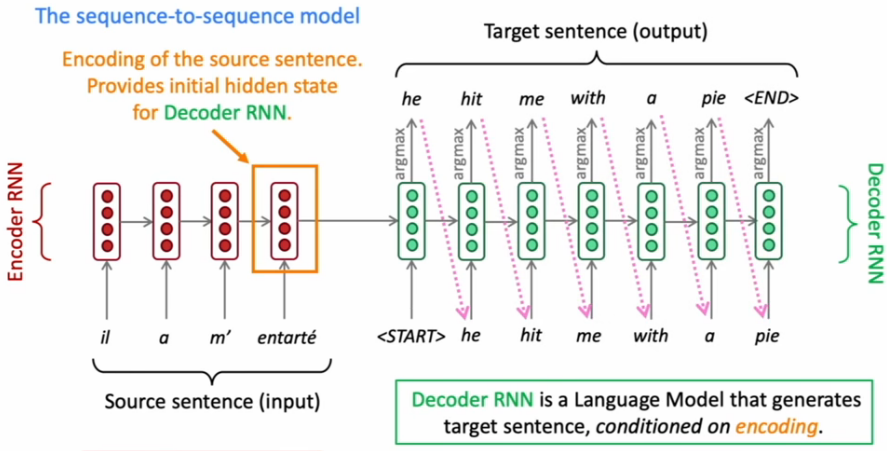 The sequence-to-sequence model
Encoding of the source sentence.
Provides initial hidden state
for Decoder RNN.
Target sentence (output)
he hit me with a pie <END>
argmax argmax argmax argmax argmax argmax argmax
Encoder RNN
Decoder RNN
il a m’ entarté <START> he hit me with a pie
Source sentence (input)
Decoder RNN is a Language Model that generates
target sentence, conditioned on encoding.